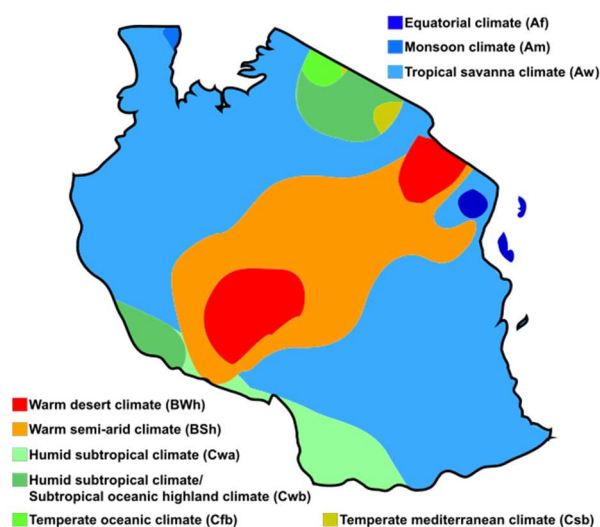 Equatorial climate (Af)
Monsoon climate (Am)
Tropical savanna climate (Aw)
Warm desert climate (BWh)
Warm semi-arid climate (BSh)
Humid subtropical climate (Cwa)
Humid subtropical climate/
Subtropical oceanic highland climate (Cwb)
Temperate oceanic climate (Cfb)
Temperate mediterranean climate (Csb)